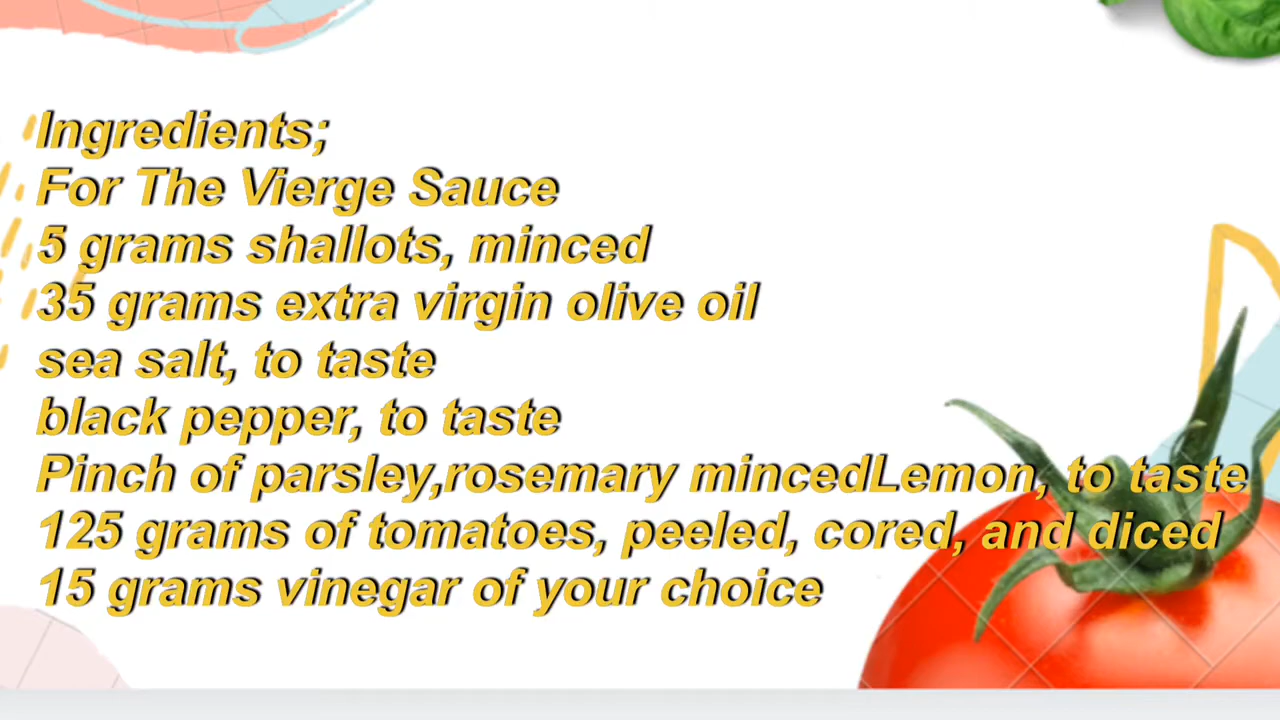 Ingredients;
For The Vierge Sauce
5 grams shallots, minced
35 grams extra virgin olive oil
sea salt, to taste
black pepper, to taste
Pinch of parsley,rosemary mincedLemon, to taste
125 grams of tomatoes, peeled, cored, and diced
15 grams vinegar of your choice